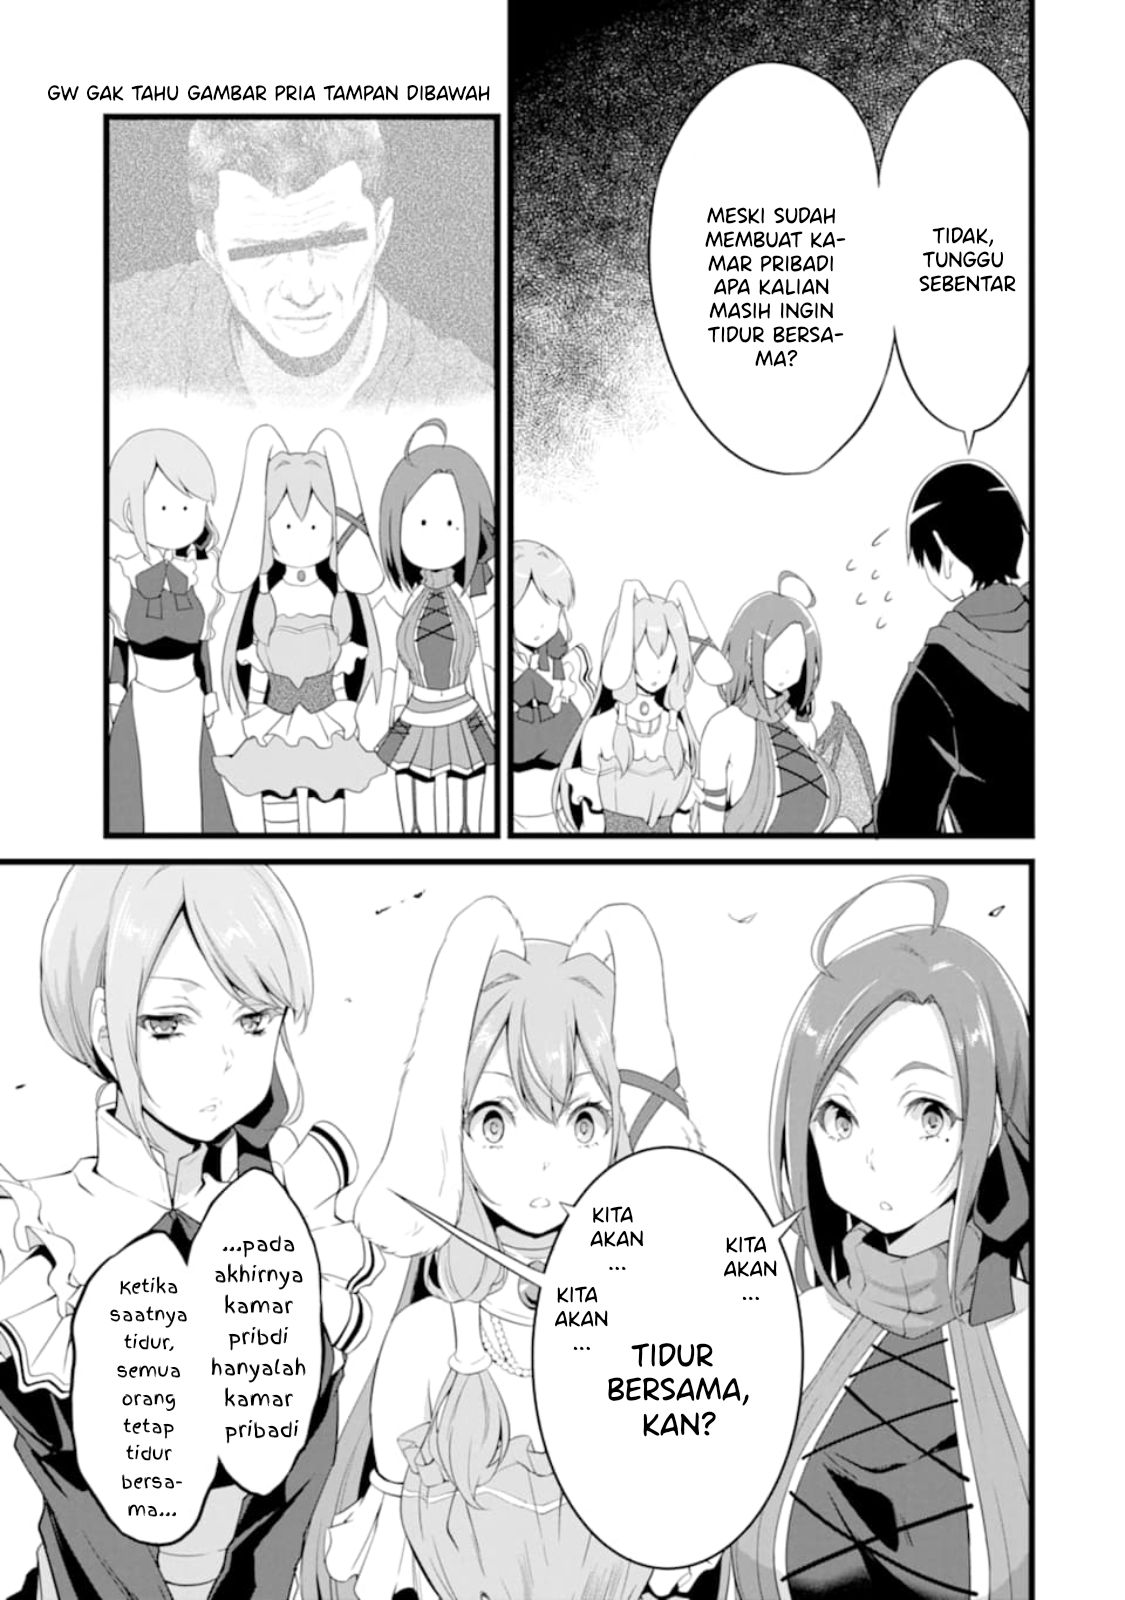 TIDAK,
TUNGGU
SEBENTAR
MESKI SUDAH
MEMBUAT KA-
MAR PRIBADI
APA KALIAN
MASIH INGIN
TIDUR BERSA-
MA?
GW GAK TAHU GAMBAR PRIA TAMPAN DIBAWAH
KITA
AKAN
...
KITA
AKAN
...
KITA
AKAN
...
TIDUR
BERSAMA,
KAN?
...pada
akhirnya
kamar
pribdi
hanyalah
kamar
pribadi
Ketika
saatnya
tidur,
semua
orang
tetap
tidur
bersa-
ma...